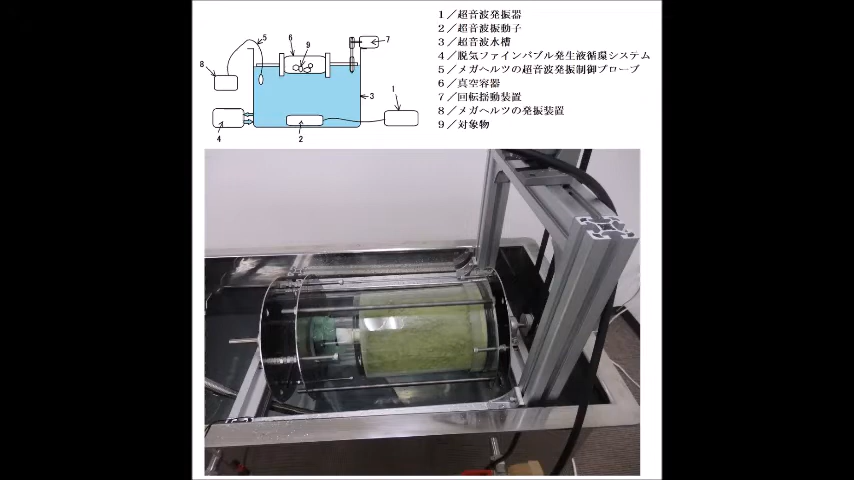 1／超音波発振器
2／超音波振動子
3／超音波水槽
4／脱気ファインバブル発生液循環システム
5／メガヘルツの超音波発振制御プローブ
6／真空容器
7／回転揺動装置
8／メガヘルツの発振装置
9／対象物
5
6
9
7
8
3
1
4
2